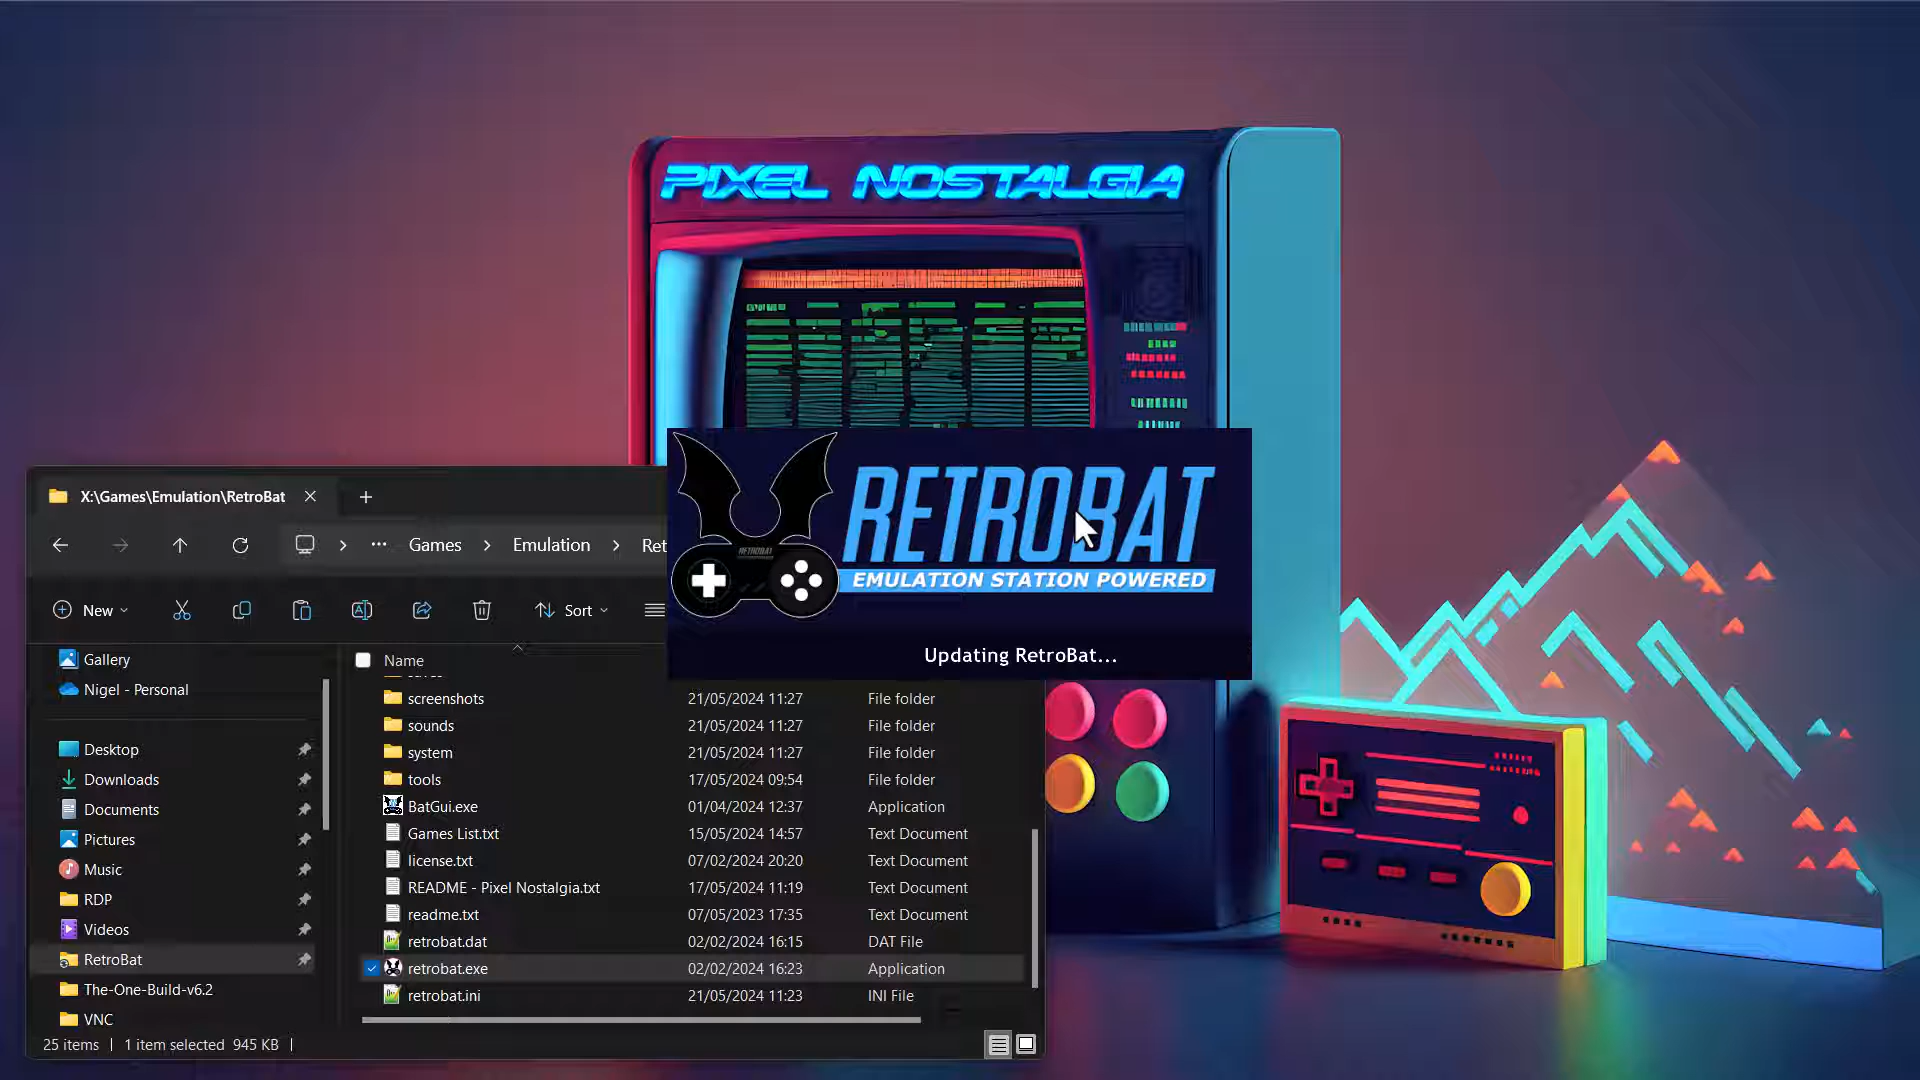 PIXEL NOSTALGIA
RETROBAT
RETROBAT
EMULATION STATION POWERED
Updating RetroBat...
X:\Games\Emulation\RetroBat
Games
Emulation
Ret
New
Sort
Gallery
Nigel - Personal
Desktop
Downloads
Documents
Pictures
Music
RDP
Videos
RetroBat
The-One-Build-v6.2
VNC
Name
screenshots 21/05/2024 11:27 File folder
sounds 21/05/2024 11:27 File folder
system 21/05/2024 11:27 File folder
tools 17/05/2024 09:54 File folder
BatGui.exe 01/04/2024 12:37 Application
Games List.txt 15/05/2024 14:57 Text Document
license.txt 07/02/2024 20:20 Text Document
README - Pixel Nostalgia.txt 17/05/2024 11:19 Text Document
readme.txt 07/05/2023 17:35 Text Document
retrobat.dat 02/02/2024 16:15 DAT File
retrobat.exe 02/02/2024 16:23 Application
retrobat.ini 21/05/2024 11:23 INI File
25 items | 1 item selected 945 KB |